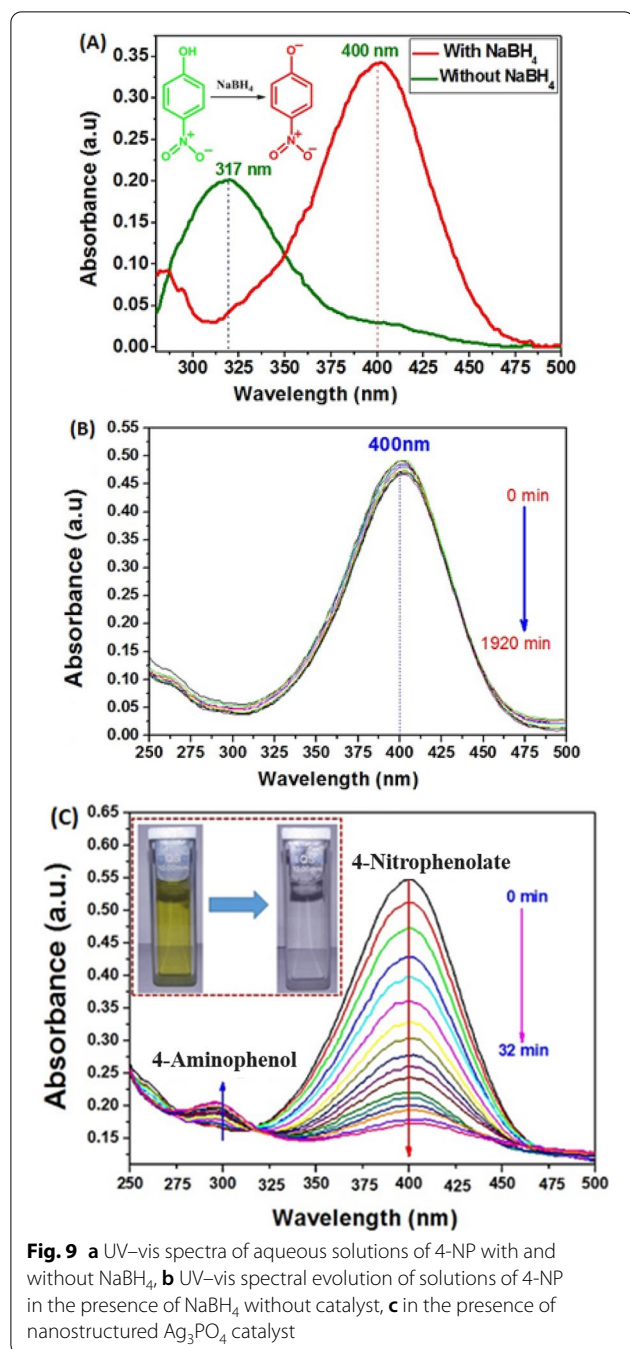 (A)
OH
N⁺
O
O⁻
NaBH₄
O⁻
N⁺
O
O⁻
317 nm
400 nm
With NaBH₄
Without NaBH₄
Absorbance (a.u)
0.35
0.30
0.25
0.20
0.15
0.10
0.05
0.00
300 325 350 375 400 425 450 475 500
Wavelength (nm)
(B)
400nm
0 min
1920 min
Absorbance (a.u)
0.55
0.50
0.45
0.40
0.35
0.30
0.25
0.20
0.15
0.10
0.05
0.00
250 275 300 325 350 375 400 425 450 475 500
Wavelength (nm)
(C)
QS
QS
4-Nitrophenolate
0 min
32 min
4-Aminophenol
Absorbance (a.u.)
0.65
0.60
0.55
0.50
0.45
0.40
0.35
0.30
0.25
0.20
0.15
250 275 300 325 350 375 400 425 450 475 500
Wavelength (nm)
Fig. 9 a UV–vis spectra of aqueous solutions of 4-NP with and
without NaBH₄, b UV–vis spectral evolution of solutions of 4-NP
in the presence of NaBH₄ without catalyst, c in the presence of
nanostructured Ag₃PO₄ catalyst